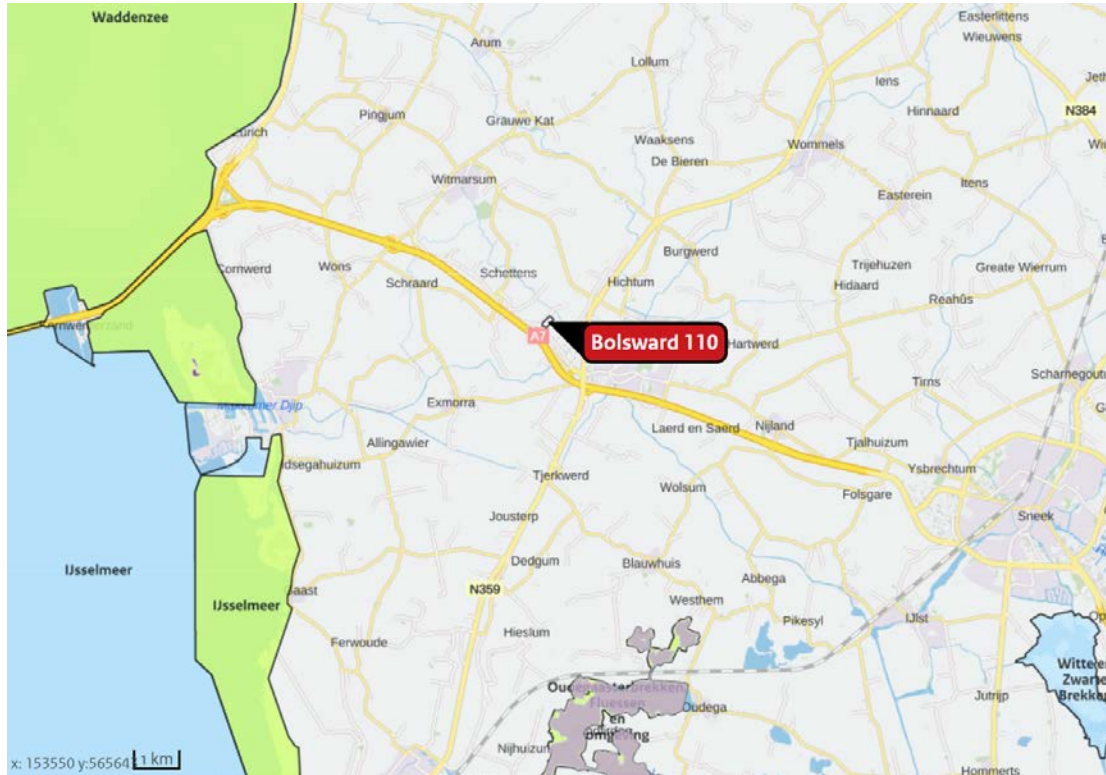 Waddenzee
Easterlittens
Wieuwens
Arum
Lollum
Iens
Hinnaard
N384
Pingjum
Grauwe Kat
Waaksens
De Bieren
Wommels
Witmarsum
Itens
Easterein
Burgwerd
Cornwerd
Wons
Schraard
Schettens
Hichtum
Trijehuzen
Greate Wierrum
Hidaard
Reahûs
A7
Bolsward 110
Hartwerd
Tirns
Exmorra
Allingawier
Laerd en Saerd
Nijland
Tjalhuizum
Ysbrechtum
Tjerkwerd
Wolsum
Folsgare
Sneek
Jousterp
Dedgum
Blauwhuis
IJsselmeer
IJsselmeer
N359
Abbega
Westhem
Pikesyl
IJlst
Ferwoude
Hieslum
Fluessen
en
Oudega
Jutrijp
Nijhuizum
Hommerts
x: 153550 y:56564
1 km